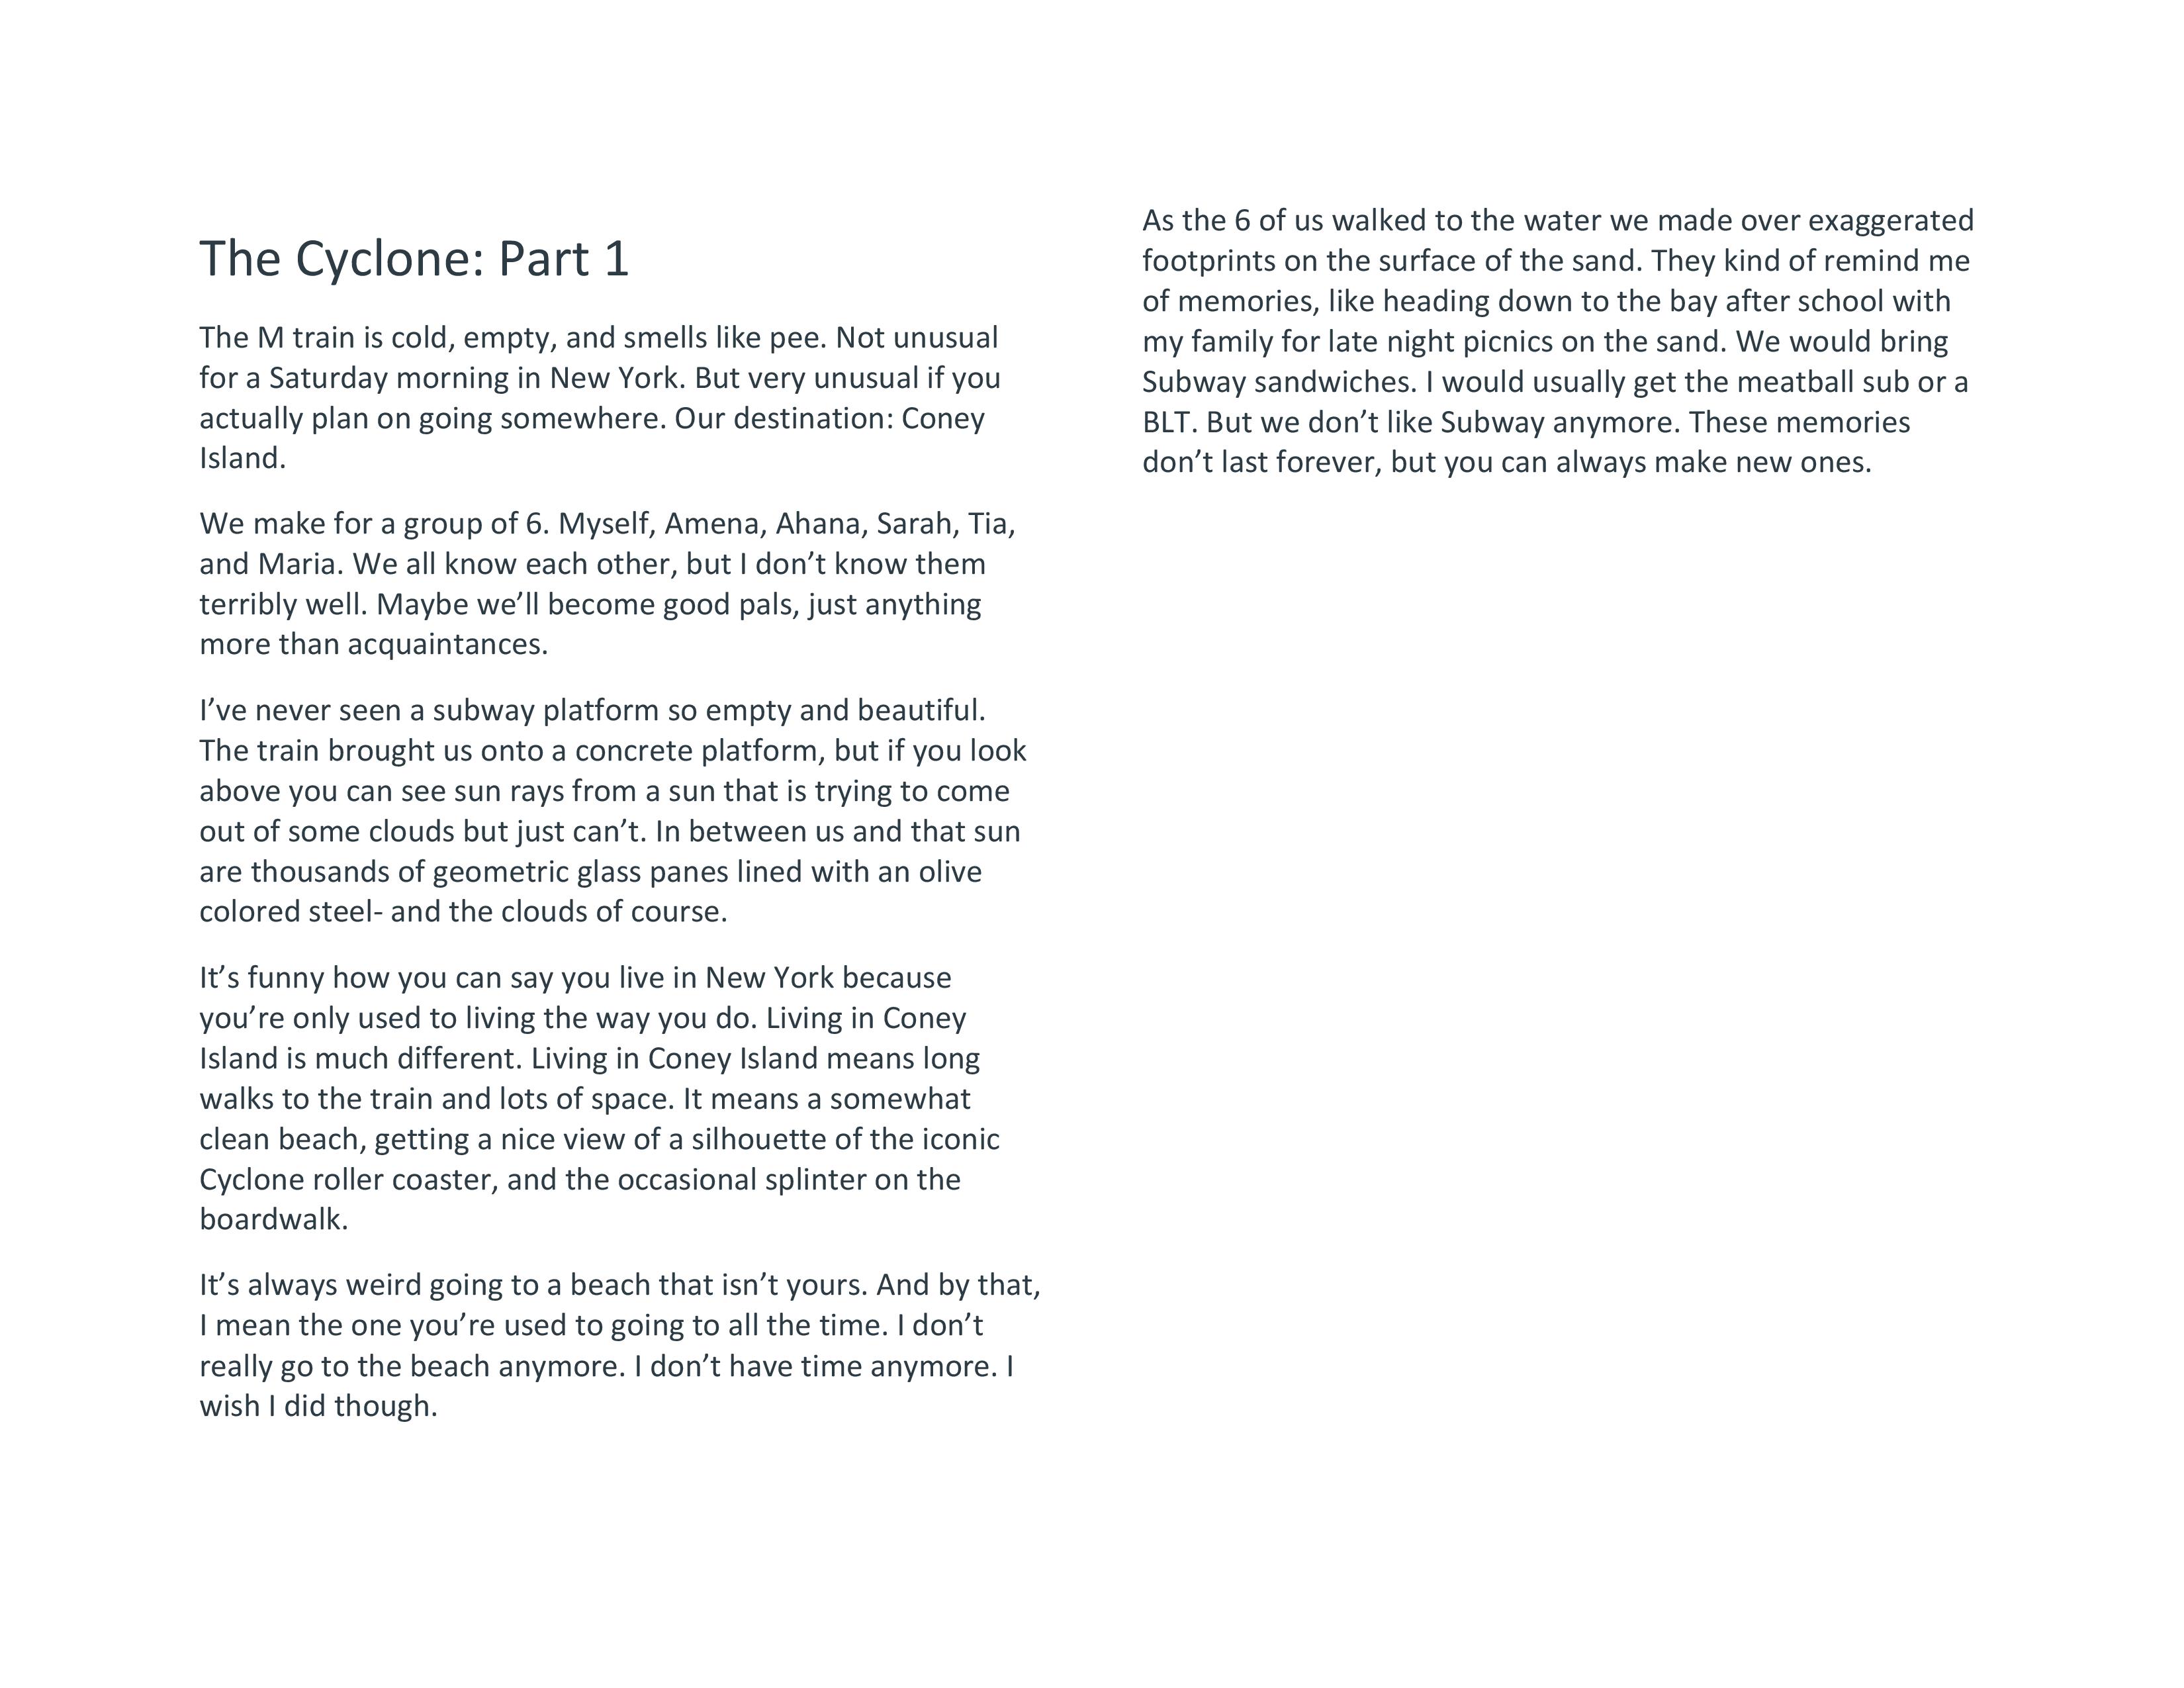 The Cyclone: Part 1
The M train is cold, empty, and smells like pee. Not unusual
for a Saturday morning in New York. But very unusual if you
actually plan on going somewhere. Our destination: Coney
Island.
We make for a group of 6. Myself, Amena, Ahana, Sarah, Tia,
and Maria. We all know each other, but I don’t know them
terribly well. Maybe we’ll become good pals, just anything
more than acquaintances.
I’ve never seen a subway platform so empty and beautiful.
The train brought us onto a concrete platform, but if you look
above you can see sun rays from a sun that is trying to come
out of some clouds but just can’t. In between us and that sun
are thousands of geometric glass panes lined with an olive
colored steel- and the clouds of course.
It’s funny how you can say you live in New York because
you’re only used to living the way you do. Living in Coney
Island is much different. Living in Coney Island means long
walks to the train and lots of space. It means a somewhat
clean beach, getting a nice view of a silhouette of the iconic
Cyclone roller coaster, and the occasional splinter on the
boardwalk.
It’s always weird going to a beach that isn’t yours. And by that,
I mean the one you’re used to going to all the time. I don’t
really go to the beach anymore. I don’t have time anymore. I
wish I did though.
As the 6 of us walked to the water we made over exaggerated
footprints on the surface of the sand. They kind of remind me
of memories, like heading down to the bay after school with
my family for late night picnics on the sand. We would bring
Subway sandwiches. I would usually get the meatball sub or a
BLT. But we don’t like Subway anymore. These memories
don’t last forever, but you can always make new ones.